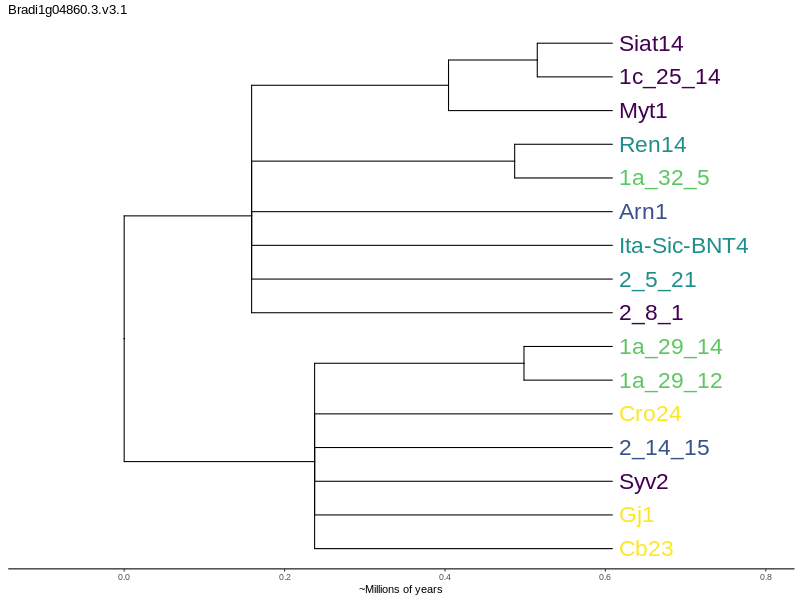 Bradi1g04860.3.v3.1
Siat14
1c_25_14
Myt1
Ren14
1a_32_5
Arn1
Ita-Sic-BNT4
2_5_21
2_8_1
1a_29_14
1a_29_12
Cro24
2_14_15
Syv2
Gj1
Cb23
0.0 0.2 0.4 0.6 0.8
~Millions of years